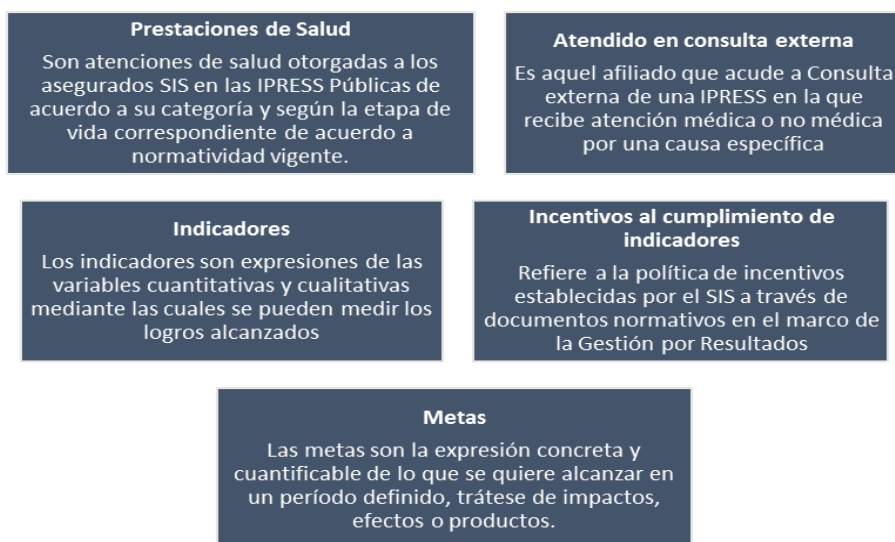 Prestaciones de Salud
Son atenciones de salud otorgadas a los
asegurados SIS en las IPRESS Públicas de
acuerdo a su categoría y según la etapa de
vida correspondiente de acuerdo a
normatividad vigente.
Atendido en consulta externa
Es aquel afiliado que acude a Consulta
externa de una IPRESS en la que
recibe atención médica o no médica
por una causa específica
Indicadores
Los indicadores son expresiones de las
variables cuantitativas y cualitativas
mediante las cuales se pueden medir los
logros alcanzados
Incentivos al cumplimiento de
indicadores
Refiere a la política de incentivos
establecidas por el SIS a través de
documentos normativos en el marco de
la Gestión por Resultados
Metas
Las metas son la expresión concreta y
cuantificable de lo que se quiere alcanzar en
un período definido, trátese de impactos,
efectos o productos.